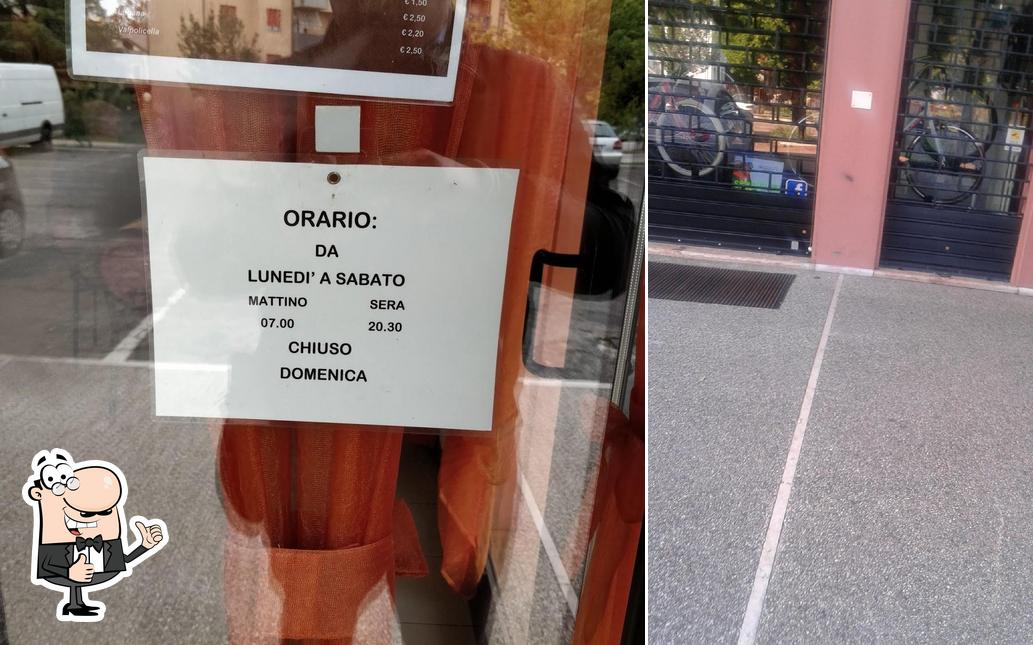 € 1,50
€ 2,50
Valpolicella
€ 2,20
€ 2,50
ORARIO:
DA
LUNEDI' A SABATO
MATTINO SERA
07.00 20.30
CHIUSO
DOMENICA